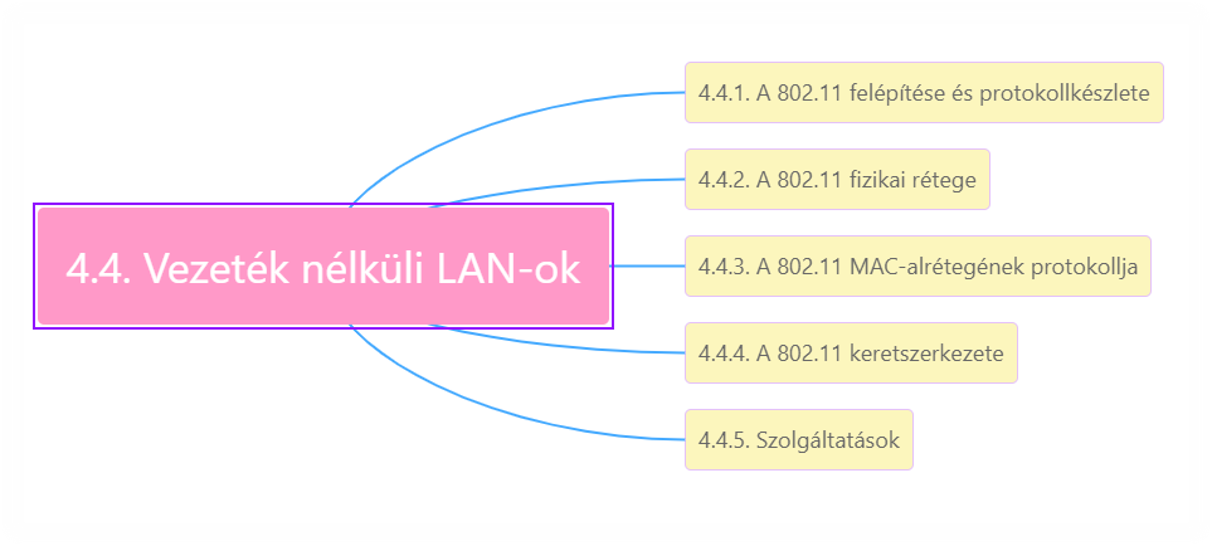 4.4. Vezeték nélküli LAN-ok
4.4.1. A 802.11 felépítése és protokollkészlete
4.4.2. A 802.11 fizikai rétege
4.4.3. A 802.11 MAC-alrétegének protokollja
4.4.4. A 802.11 keretszerkezete
4.4.5. Szolgáltatások